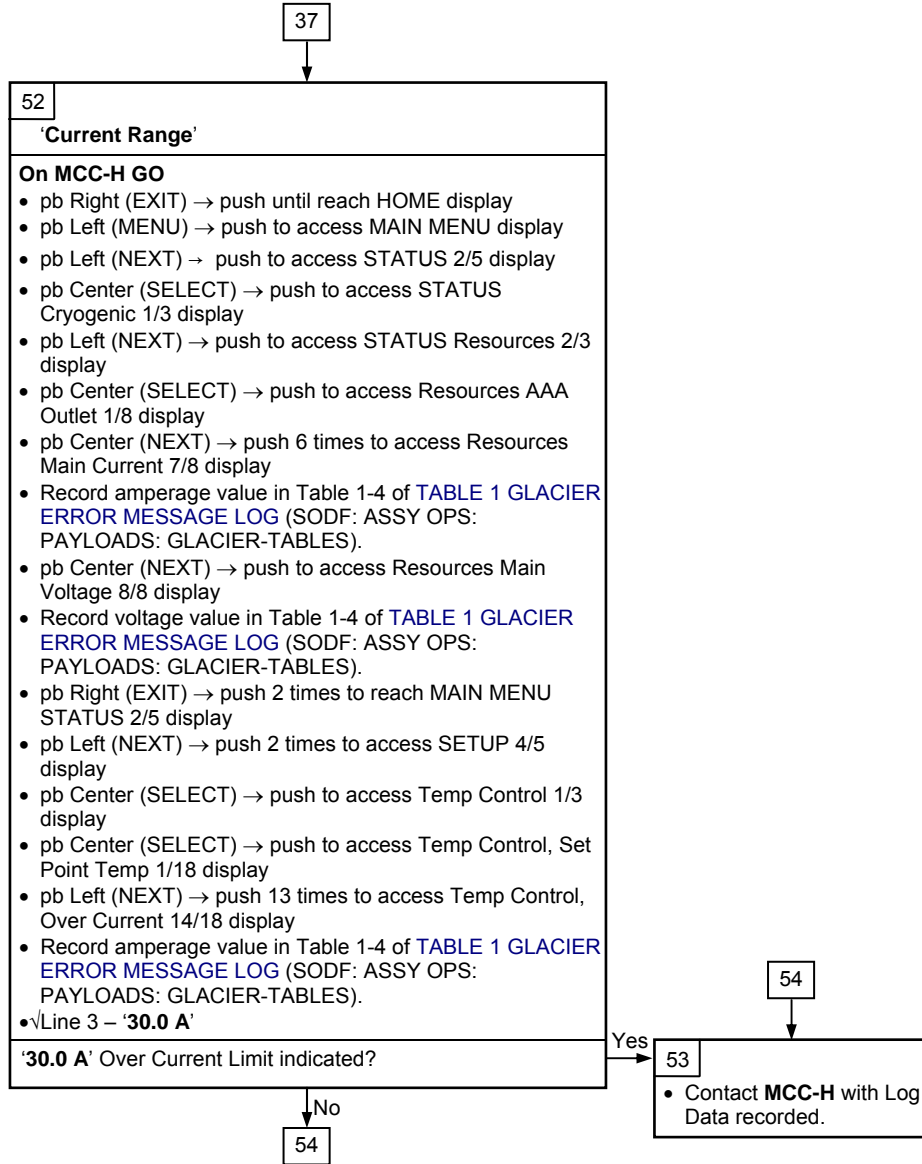 37
52
‘Current Range’
On MCC-H GO
• pb Right (EXIT) → push until reach HOME display
• pb Left (MENU) → push to access MAIN MENU display
• pb Left (NEXT) → push to access STATUS 2/5 display
• pb Center (SELECT) → push to access STATUS
Cryogenic 1/3 display
• pb Left (NEXT) → push to access STATUS Resources 2/3
display
• pb Center (SELECT) → push to access Resources AAA
Outlet 1/8 display
• pb Center (NEXT) → push 6 times to access Resources
Main Current 7/8 display
• Record amperage value in Table 1-4 of TABLE 1 GLACIER
ERROR MESSAGE LOG (SODF: ASSY OPS:
PAYLOADS: GLACIER-TABLES).
• pb Center (NEXT) → push to access Resources Main
Voltage 8/8 display
• Record voltage value in Table 1-4 of TABLE 1 GLACIER
ERROR MESSAGE LOG (SODF: ASSY OPS:
PAYLOADS: GLACIER-TABLES).
• pb Right (EXIT) → push 2 times to reach MAIN MENU
STATUS 2/5 display
• pb Left (NEXT) → push 2 times to access SETUP 4/5
display
• pb Center (SELECT) → push to access Temp Control 1/3
display
• pb Center (SELECT) → push to access Temp Control, Set
Point Temp 1/18 display
• pb Left (NEXT) → push 13 times to access Temp Control,
Over Current 14/18 display
• Record amperage value in Table 1-4 of TABLE 1 GLACIER
ERROR MESSAGE LOG (SODF: ASSY OPS:
PAYLOADS: GLACIER-TABLES).
•√Line 3 – ‘30.0 A’
‘30.0 A’ Over Current Limit indicated?
Yes
No
54
54
53
• Contact MCC-H with Log
Data recorded.